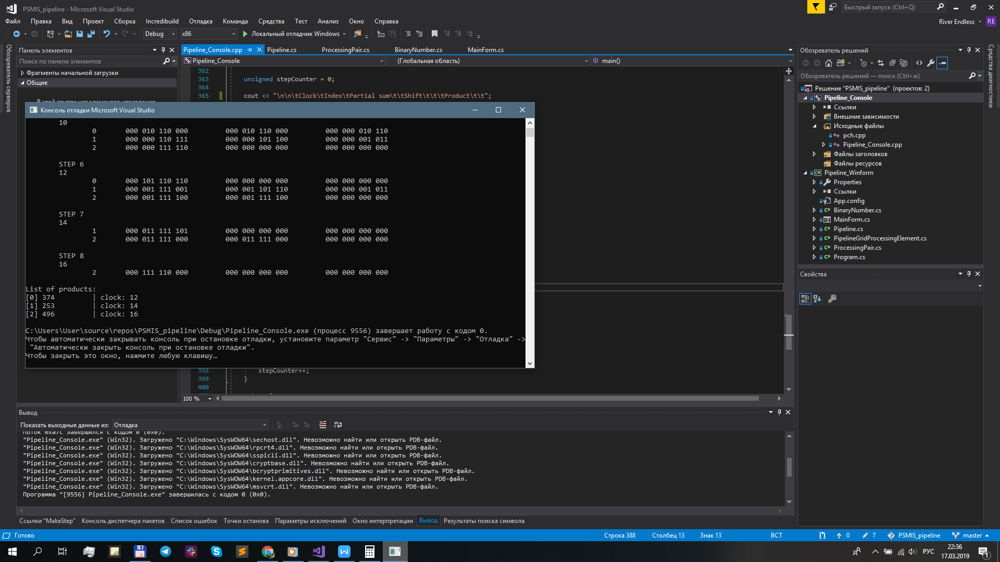 PSMIS_pipeline - Microsoft Visual Studio
Быстрый запуск (Ctrl+Q)
Файл Правка Вид Проект Сборка Incredibuild Отладка Команда Средства Тест Анализ Окно Справка
River Endless RE
Debug x86 Локальный отладчик Windows
Обозреватель серверов
Панель элементов
Поиск по панели элементов
Фрагменты начальной загрузки
Общие
Pipeline_Console.cpp Pipeline.cs ProcessingPair.cs BinaryNumber.cs MainForm.cs
Pipeline_Console (Глобальная область) main()
362
363 unsigned stepCounter = 0;
364
365 cout << "\n\n\tClock\tIndex\tPartial sum\t\tShift\t\t\tProduct\t\t";
Консоль отладки Microsoft Visual Studio
10
0 000 010 110 000 000 010 110 000 000 000 010 110
1 000 000 110 111 000 000 101 100 000 000 001 011
2 000 000 111 110 000 000 000 000 000 000 000 000
STEP 6
12
0 000 101 110 110 000 000 000 000 000 000 000 000
1 000 001 111 001 000 001 101 110 000 000 001 011
2 000 001 111 100 000 001 111 100 000 000 000 000
STEP 7
14
1 000 011 111 101 000 000 000 000 000 000 000 000
2 000 011 111 000 000 011 111 000 000 000 000 000
STEP 8
16
2 000 111 110 000 000 000 000 000 000 000 000 000
List of products:
[0] 374 | clock: 12
[1] 253 | clock: 14
[2] 496 | clock: 16
C:\Users\User\source\repos\PSMIS_pipeline\Debug\Pipeline_Console.exe (процесс 9556) завершает работу с кодом 0.
Чтобы автоматически закрывать консоль при остановке отладки, установите параметр "Сервис" -> "Параметры" -> "Отладка" ->
"Автоматически закрыть консоль при остановке отладки".
Чтобы закрыть это окно, нажмите любую клавишу…
398 stepCounter++;
399 }
400
100 %
Обозреватель решений
Обозреватель решений — поиск (Ctrl+ж)
Решение "PSMIS_pipeline" (проектов: 2)
Pipeline_Console
Ссылки
Внешние зависимости
Исходные файлы
pch.cpp
Pipeline_Console.cpp
Файлы заголовков
Файлы ресурсов
Pipeline_Winform
Properties
Ссылки
App.config
BinaryNumber.cs
MainForm.cs
Pipeline.cs
PipelineGridProcessingElement.cs
ProcessingPair.cs
Program.cs
Свойства
Средства диагностики
Вывод
Показать выходные данные из: Отладка
Поток 0xa7c завершился с кодом 0 (0x0).
"Pipeline_Console.exe" (Win32). Загружено "C:\Windows\SysWOW64\sechost.dll". Невозможно найти или открыть PDB-файл.
"Pipeline_Console.exe" (Win32). Загружено "C:\Windows\SysWOW64\rpcrt4.dll". Невозможно найти или открыть PDB-файл.
"Pipeline_Console.exe" (Win32). Загружено "C:\Windows\SysWOW64\sspicli.dll". Невозможно найти или открыть PDB-файл.
"Pipeline_Console.exe" (Win32). Загружено "C:\Windows\SysWOW64\cryptbase.dll". Невозможно найти или открыть PDB-файл.
"Pipeline_Console.exe" (Win32). Загружено "C:\Windows\SysWOW64\bcryptprimitives.dll". Невозможно найти или открыть PDB-файл.
"Pipeline_Console.exe" (Win32). Загружено "C:\Windows\SysWOW64\kernel.appcore.dll". Невозможно найти или открыть PDB-файл.
"Pipeline_Console.exe" (Win32). Загружено "C:\Windows\SysWOW64\msvcrt.dll". Невозможно найти или открыть PDB-файл.
Программа "[9556] Pipeline_Console.exe" завершилась с кодом 0 (0x0).
Ссылки "MakeStep" Консоль диспетчера пакетов Список ошибок Точки останова Параметры исключений Окно интерпретации Вывод Результаты поиска символа
Готово Строка 388 Столбец 13 Знак 13 ВСТ 0 7 PSMIS_pipeline master
РУС 22:36
17.03.2019 1